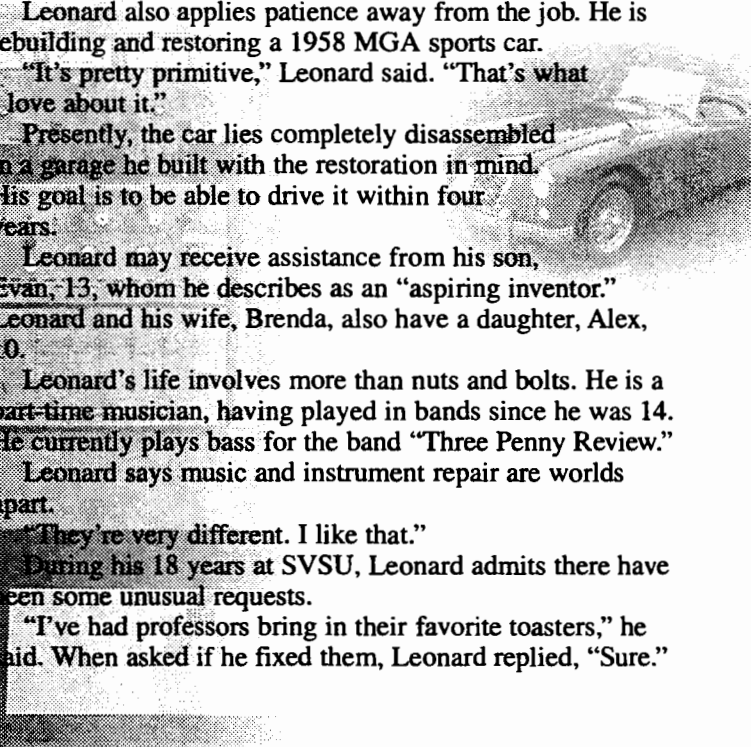 Leonard also applies patience away from the job. He is
ebuilding and restoring a 1958 MGA sports car.
“It’s pretty primitive,” Leonard said. “That’s what
love about it.”
Presently, the car lies completely disassembled
n a garage he built with the restoration in mind.
His goal is to be able to drive it within four
years.
Leonard may receive assistance from his son,
Evan, 13, whom he describes as an “aspiring inventor.”
Leonard and his wife, Brenda, also have a daughter, Alex,
0.
Leonard’s life involves more than nuts and bolts. He is a
part-time musician, having played in bands since he was 14.
He currently plays bass for the band “Three Penny Review.”
Leonard says music and instrument repair are worlds
apart.
“They’re very different. I like that.”
During his 18 years at SVSU, Leonard admits there have
een some unusual requests.
“I’ve had professors bring in their favorite toasters,” he
aid. When asked if he fixed them, Leonard replied, “Sure.”